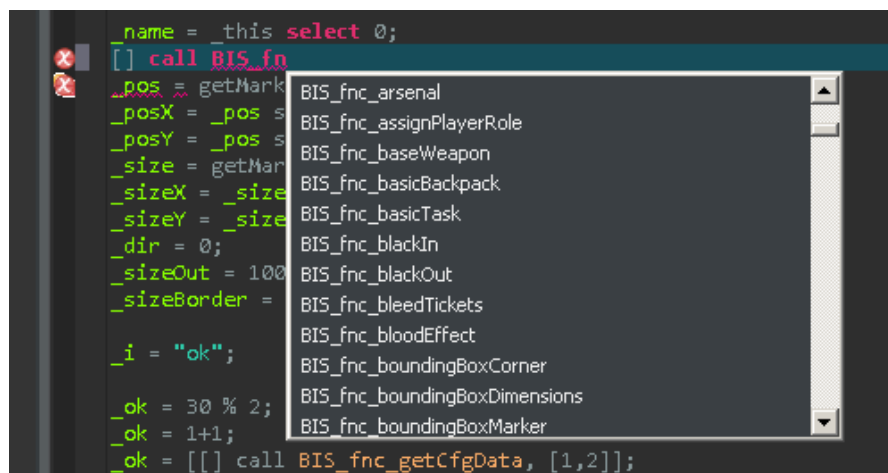 _name = _this select 0;
[] call BIS_fn
_pos = getMark
_posX = _pos s
_posY = _pos s
_size = getMar
_sizeX = _size
_sizeY = _size
_dir = 0;
_sizeOut = 100
_sizeBorder =
_i = "ok";
_ok = 30 % 2;
_ok = 1+1;
_ok = [[] call BIS_fnc_getCfgData, [1,2]];
BIS_fnc_arsenal
BIS_fnc_assignPlayerRole
BIS_fnc_baseWeapon
BIS_fnc_basicBackpack
BIS_fnc_basicTask
BIS_fnc_blackIn
BIS_fnc_blackOut
BIS_fnc_bleedTickets
BIS_fnc_bloodEffect
BIS_fnc_boundingBoxCorner
BIS_fnc_boundingBoxDimensions
BIS_fnc_boundingBoxMarker